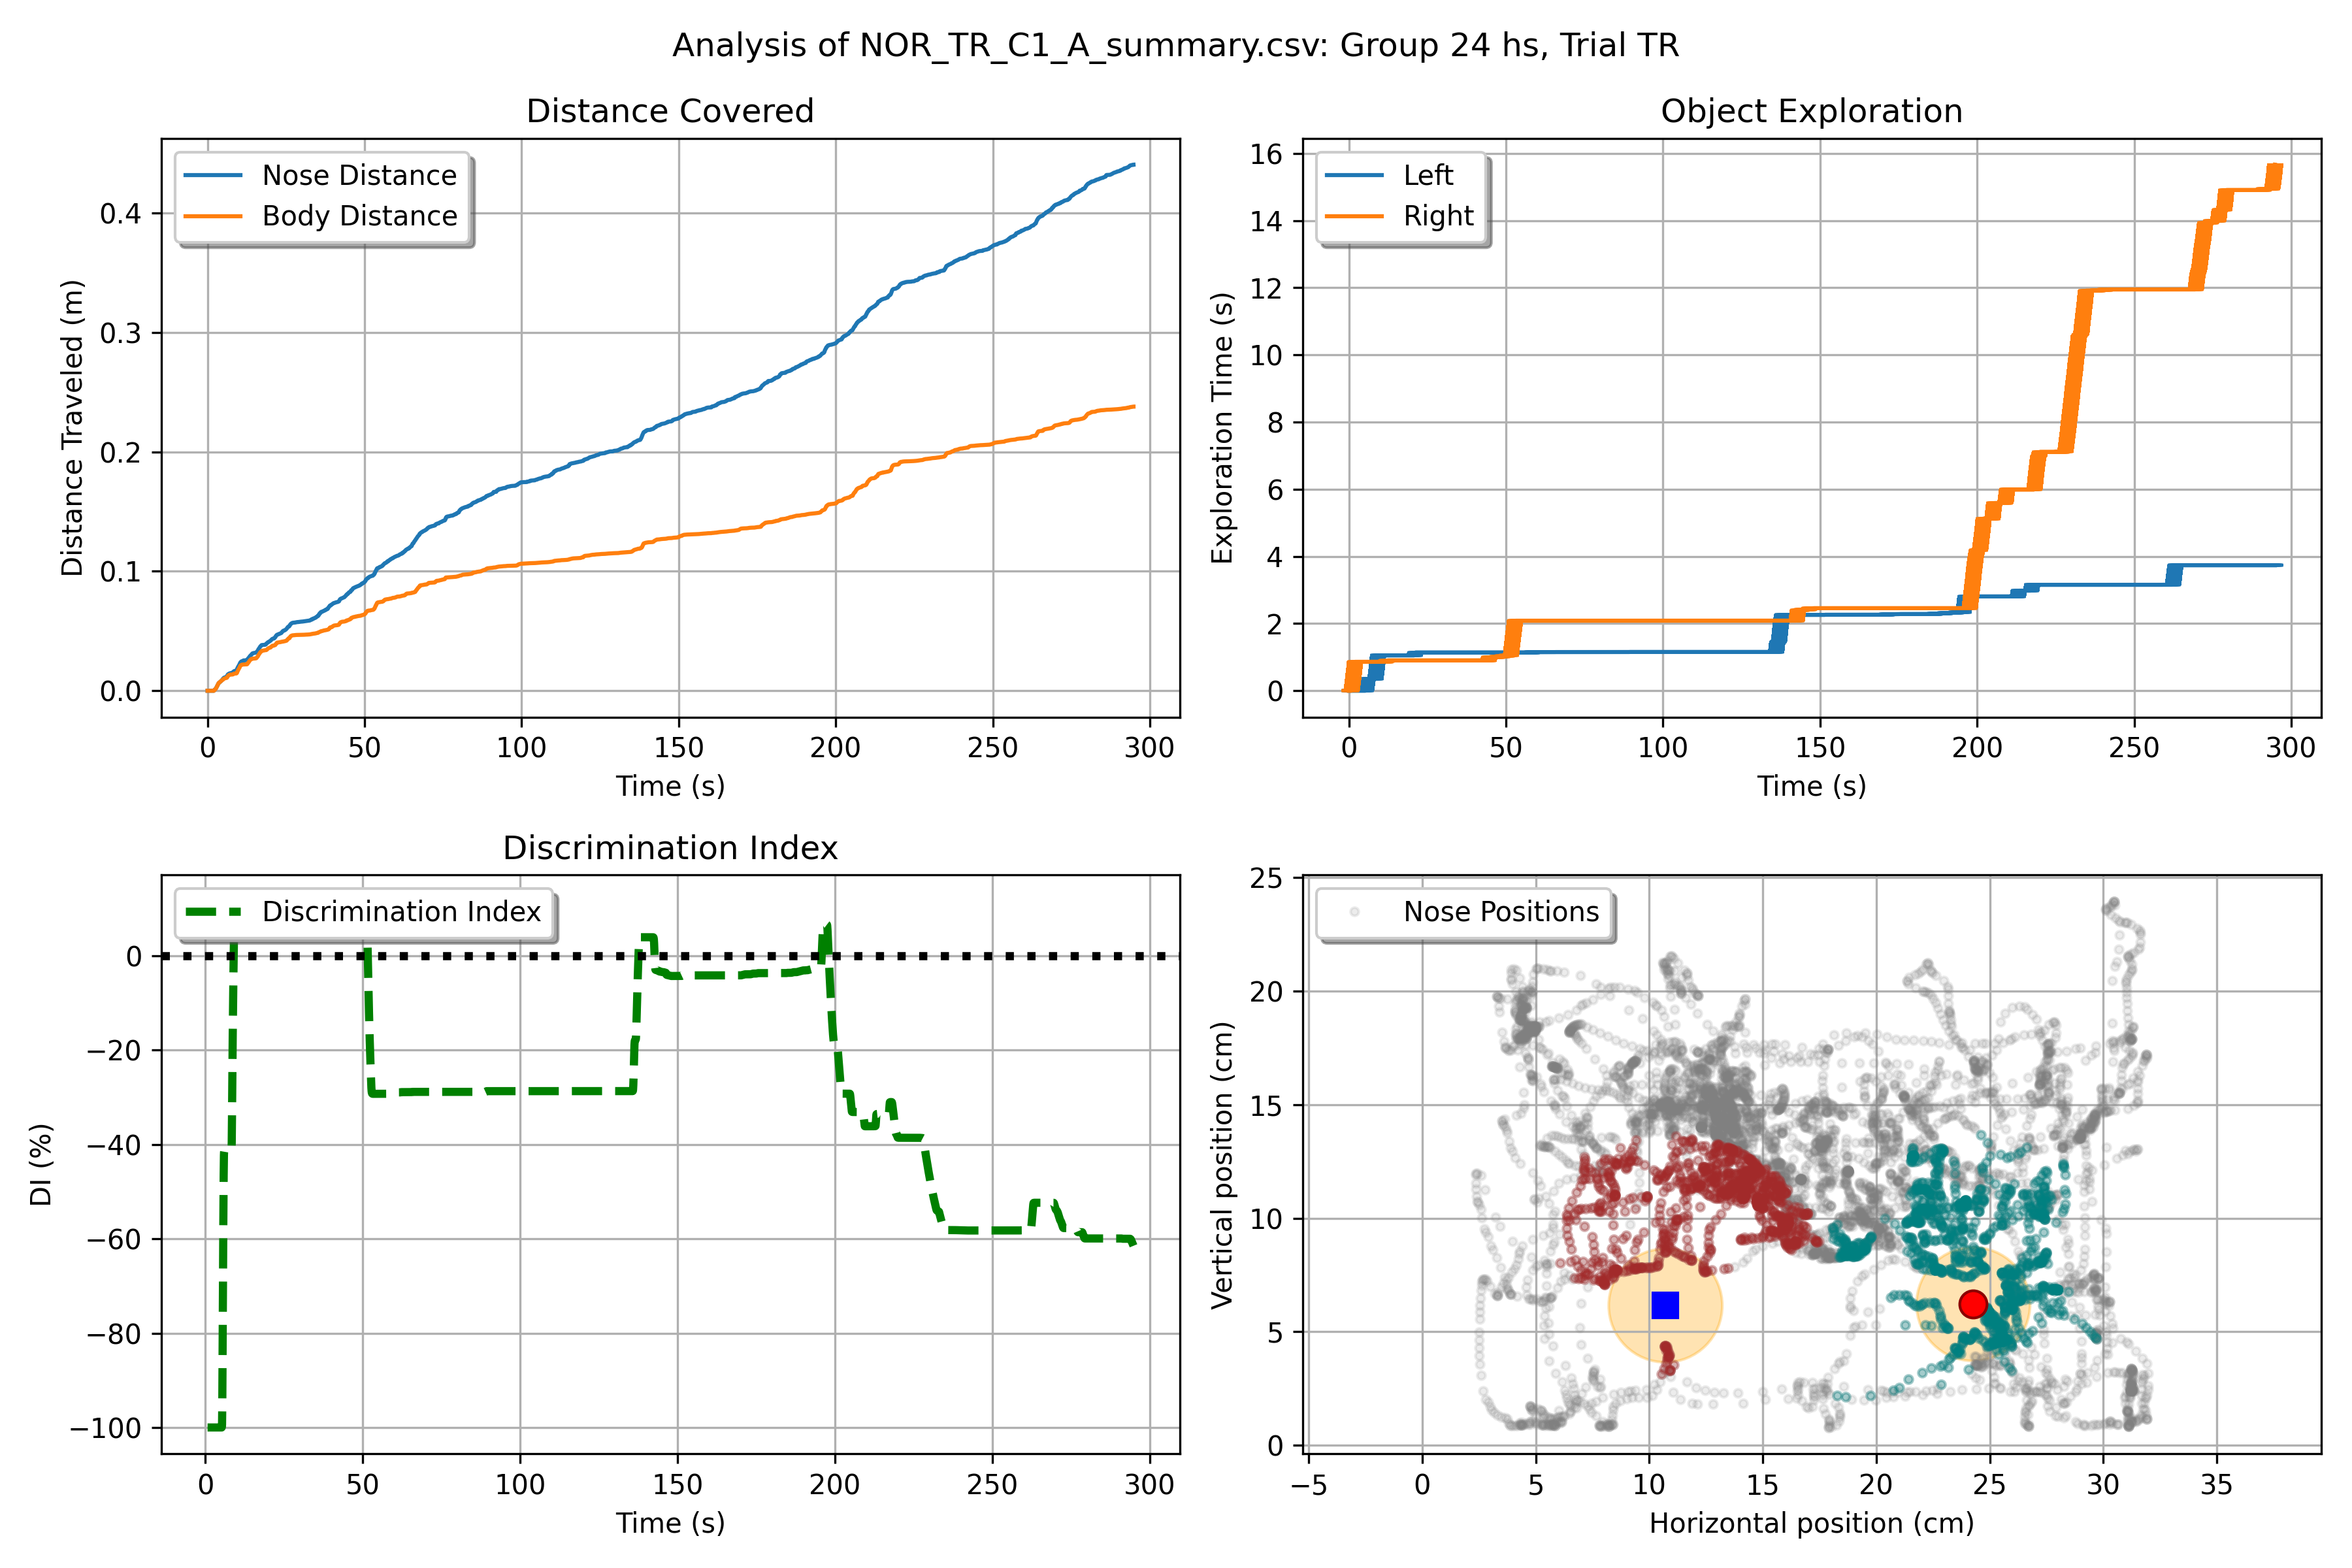 Analysis of NOR_TR_C1_A_summary.csv: Group 24 hs, Trial TR
Distance Covered
Nose Distance
Body Distance
Distance Traveled (m)
0.4
0.3
0.2
0.1
0.0
0 50 100 150 200 250 300
Time (s)
Object Exploration
Left
Right
Exploration Time (s)
16
14
12
10
8
6
4
2
0
0 50 100 150 200 250 300
Time (s)
Discrimination Index
Discrimination Index
DI (%)
0
−20
−40
−60
−80
−100
0 50 100 150 200 250 300
Time (s)
Nose Positions
Vertical position (cm)
25
20
15
10
5
0
−5 0 5 10 15 20 25 30 35
Horizontal position (cm)